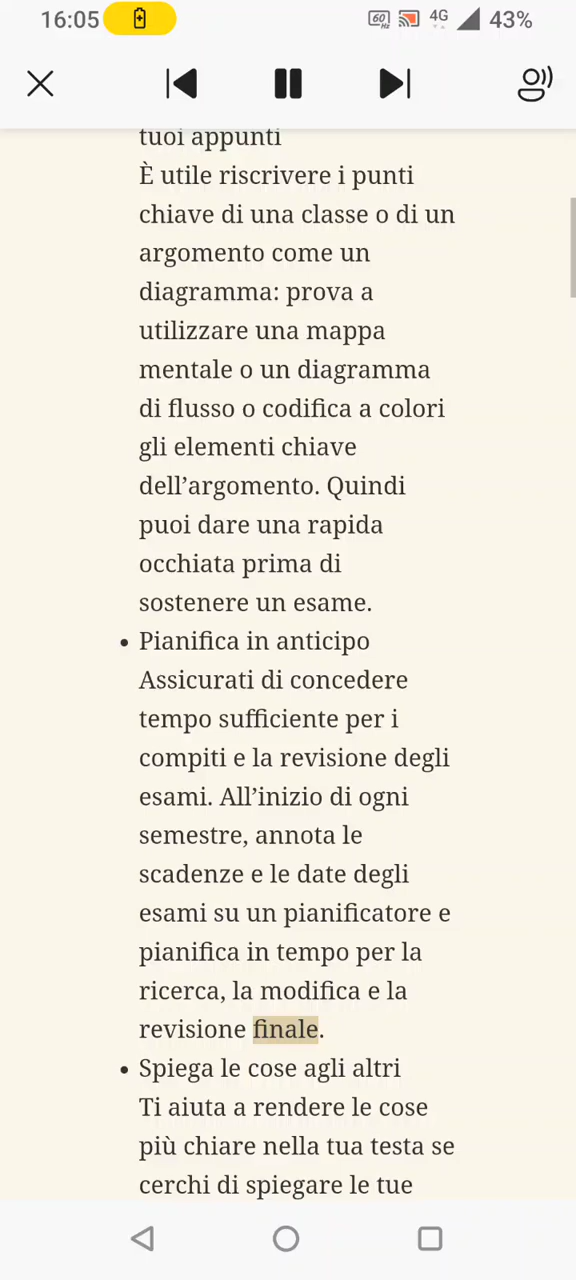 16:05
60 Hz
4G
43%
tuoi appunti
È utile riscrivere i punti
chiave di una classe o di un
argomento come un
diagramma: prova a
utilizzare una mappa
mentale o un diagramma
di flusso o codifica a colori
gli elementi chiave
dell’argomento. Quindi
puoi dare una rapida
occhiata prima di
sostenere un esame.
• Pianifica in anticipo
Assicurati di concedere
tempo sufficiente per i
compiti e la revisione degli
esami. All’inizio di ogni
semestre, annota le
scadenze e le date degli
esami su un pianificatore e
pianifica in tempo per la
ricerca, la modifica e la
revisione finale.
• Spiega le cose agli altri
Ti aiuta a rendere le cose
più chiare nella tua testa se
cerchi di spiegare le tue